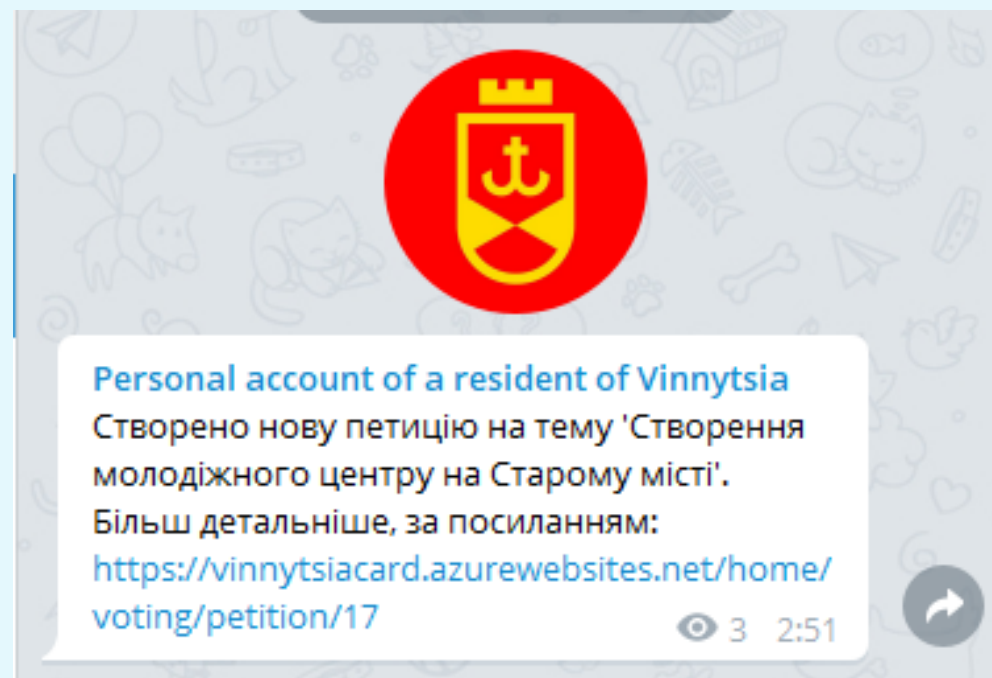 Personal account of a resident of Vinnytsia
Створено нову петицію на тему 'Створення
молодіжного центру на Старому місті'.
Більш детальніше, за посиланням:
https://vinnytsiacard.azurewebsites.net/home/
voting/petition/17
3 2:51